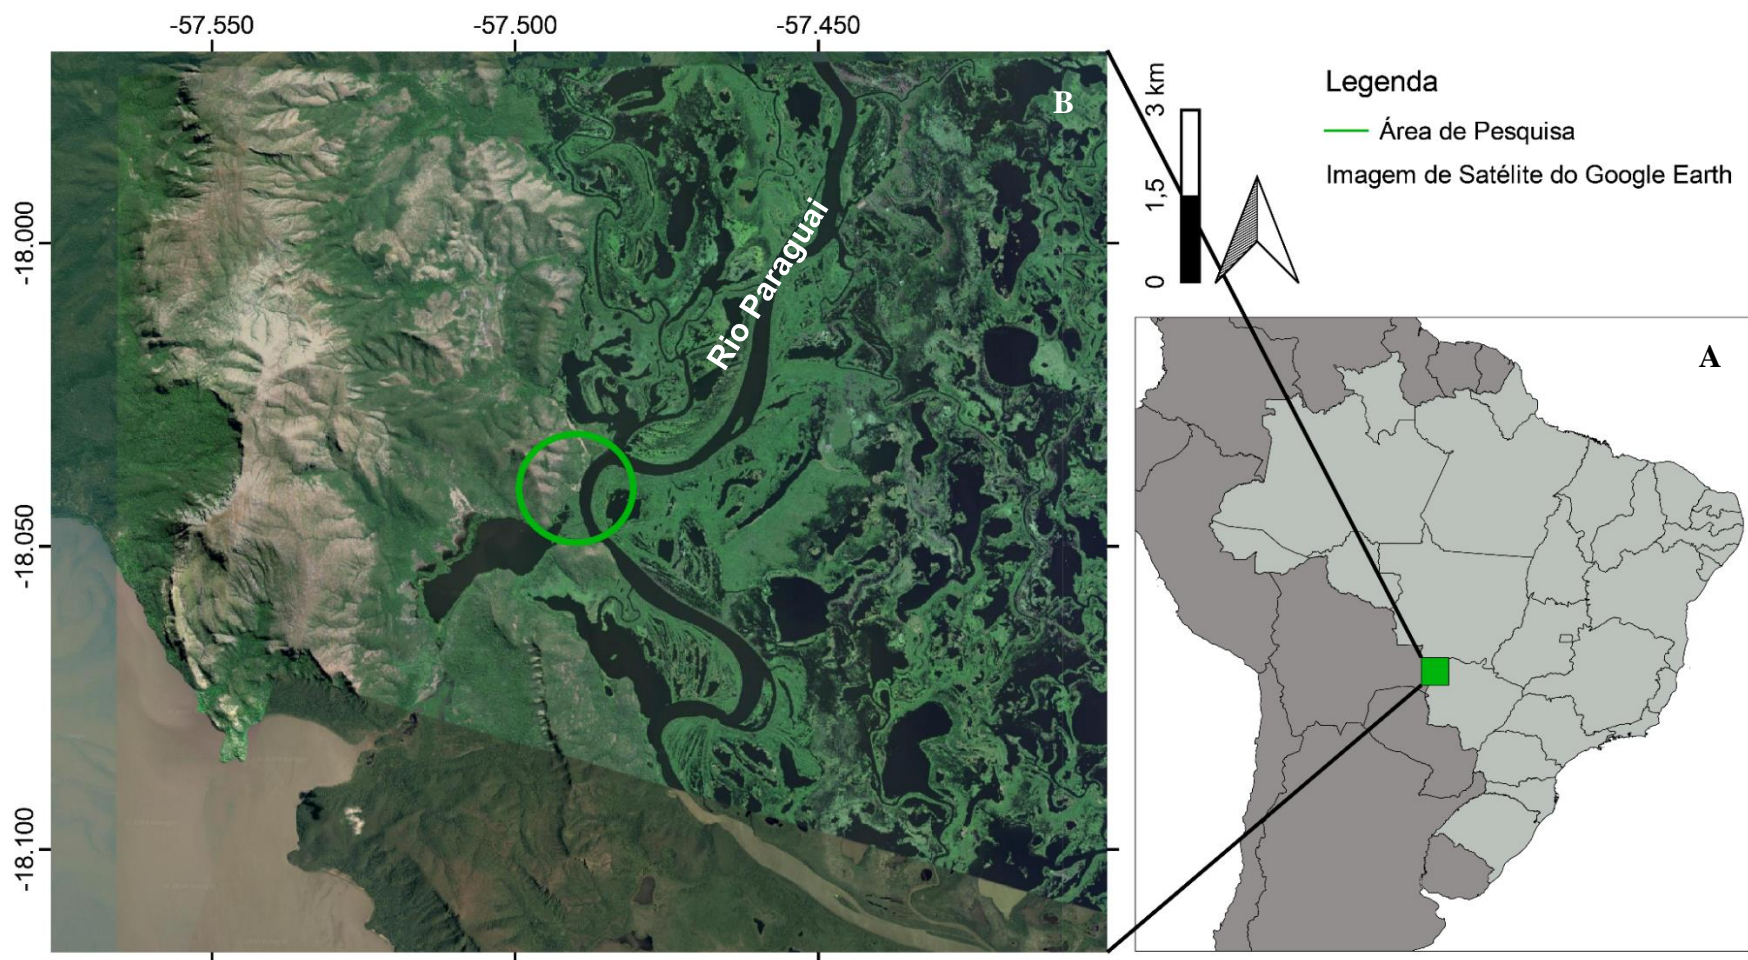 -57.550 -57.500 -57.450
-18.000
-18.050
-18.100
B
Rio Paraguai
3 km
1,5
0
Legenda
Área de Pesquisa
Imagem de Satélite do Google Earth
A